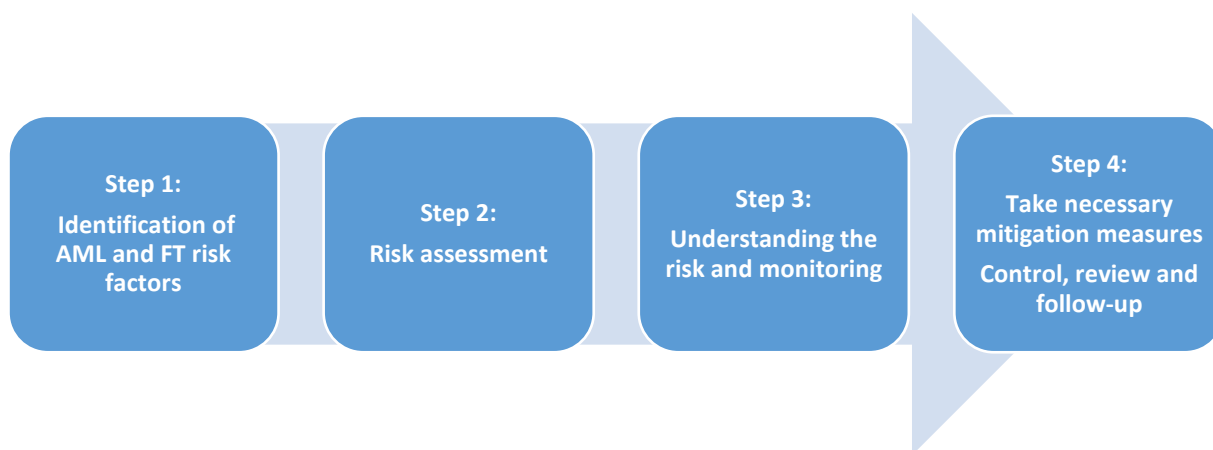 Step 1:
Identification of
AML and FT risk
factors
Step 2:
Risk assessment
Step 3:
Understanding the
risk and monitoring
Step 4:
Take necessary
mitigation measures
Control, review and
follow-up